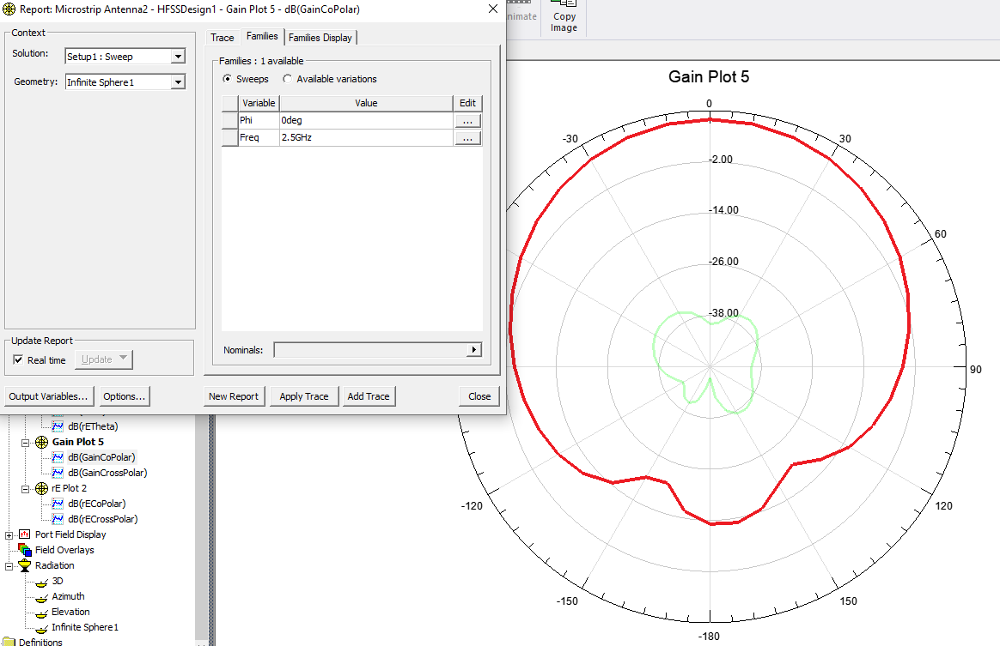 Report: Microstrip Antenna2 - HFSSDesign1 - Gain Plot 5 - dB(GainCoPolar)
Context
Solution: Setup1 : Sweep
Geometry: Infinite Sphere1
Update Report
Real time Update
Output Variables... Options...
Trace Families Families Display
Families : 1 available
Sweeps Available variations
Variable Value Edit
Phi 0deg ...
Freq 2.5GHz ...
Nominals:
New Report Apply Trace Add Trace Close
nimate
Copy
Image
dB(rETheta)
Gain Plot 5
dB(GainCoPolar)
dB(GainCrossPolar)
rE Plot 2
dB(rECoPolar)
dB(rECrossPolar)
Port Field Display
Field Overlays
Radiation
3D
Azimuth
Elevation
Infinite Sphere1
Definitions
Gain Plot 5
0
-30
30
-2.00
-14.00
60
-26.00
-38.00
90
-120
120
-150
150
-180